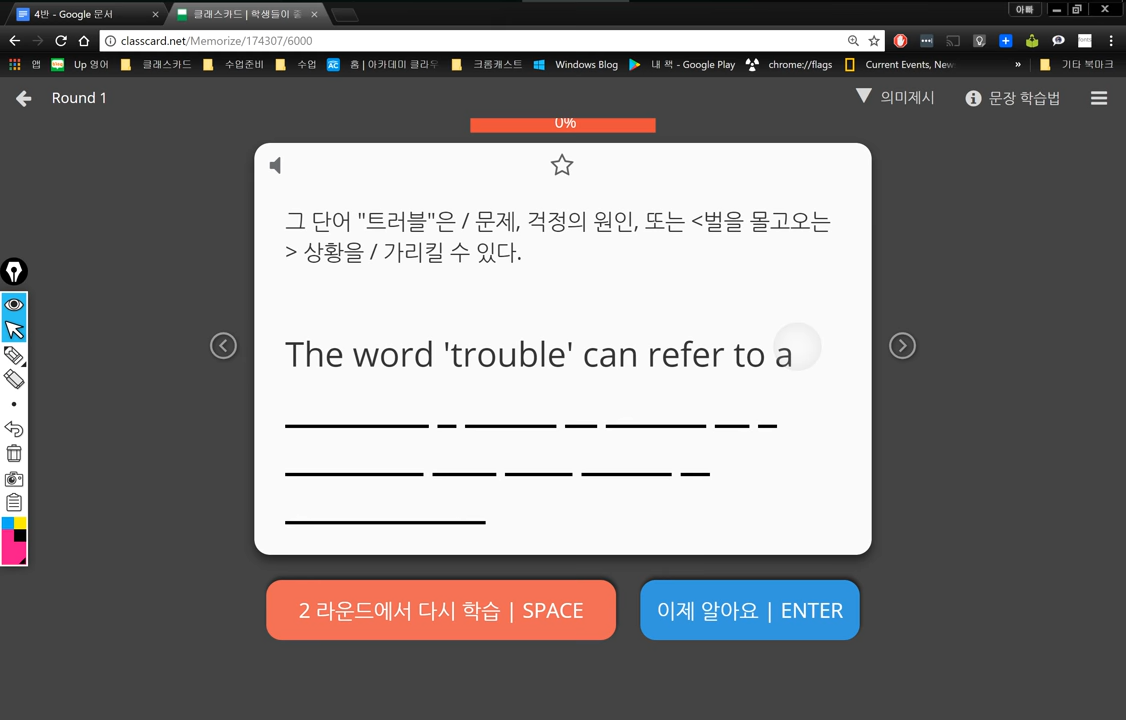 4반 - Google 문서
클래스카드 | 학생들이 졸
아빠
classcard.net/Memorize/174307/6000
앱
Up 영어
클래스카드
수업준비
수업
홈 | 아카데미 클라우
크롬캐스트
Windows Blog
내 책 - Google Play
chrome://flags
Current Events, New
»
기타 북마크
Round 1
의미제시
문장 학습법
0%
그 단어 "트러블"은 / 문제, 걱정의 원인, 또는 <벌을 몰고오는
> 상황을 / 가리킬 수 있다.
The word 'trouble' can refer to a
2 라운드에서 다시 학습 | SPACE
이제 알아요 | ENTER